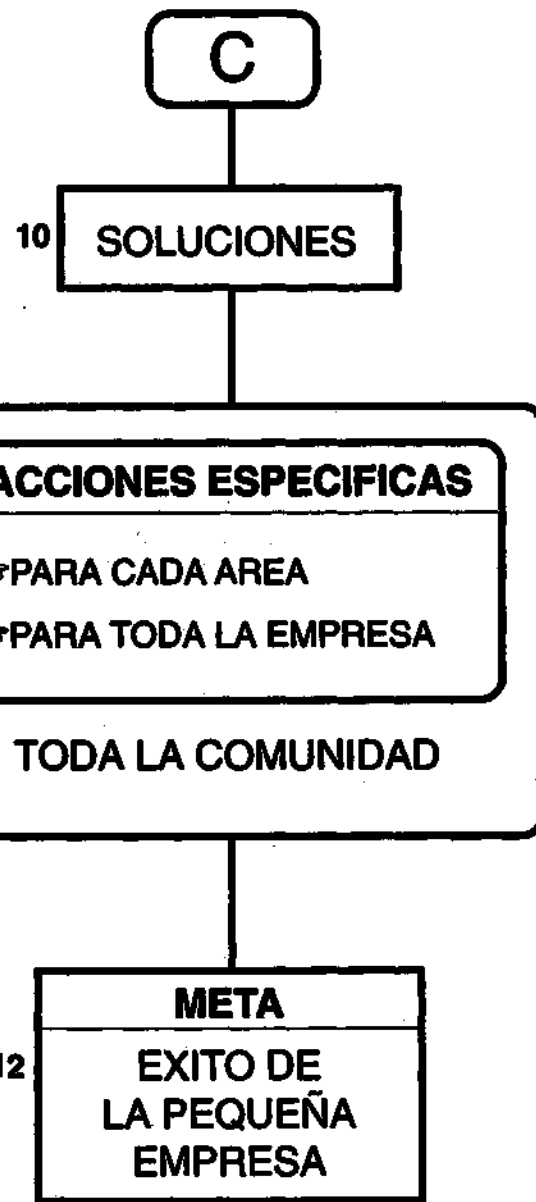 C
10 SOLUCIONES
ACCIONES ESPECIFICAS
☞PARA CADA AREA
☞PARA TODA LA EMPRESA
TODA LA COMUNIDAD
META
12 EXITO DE
LA PEQUEÑA
EMPRESA